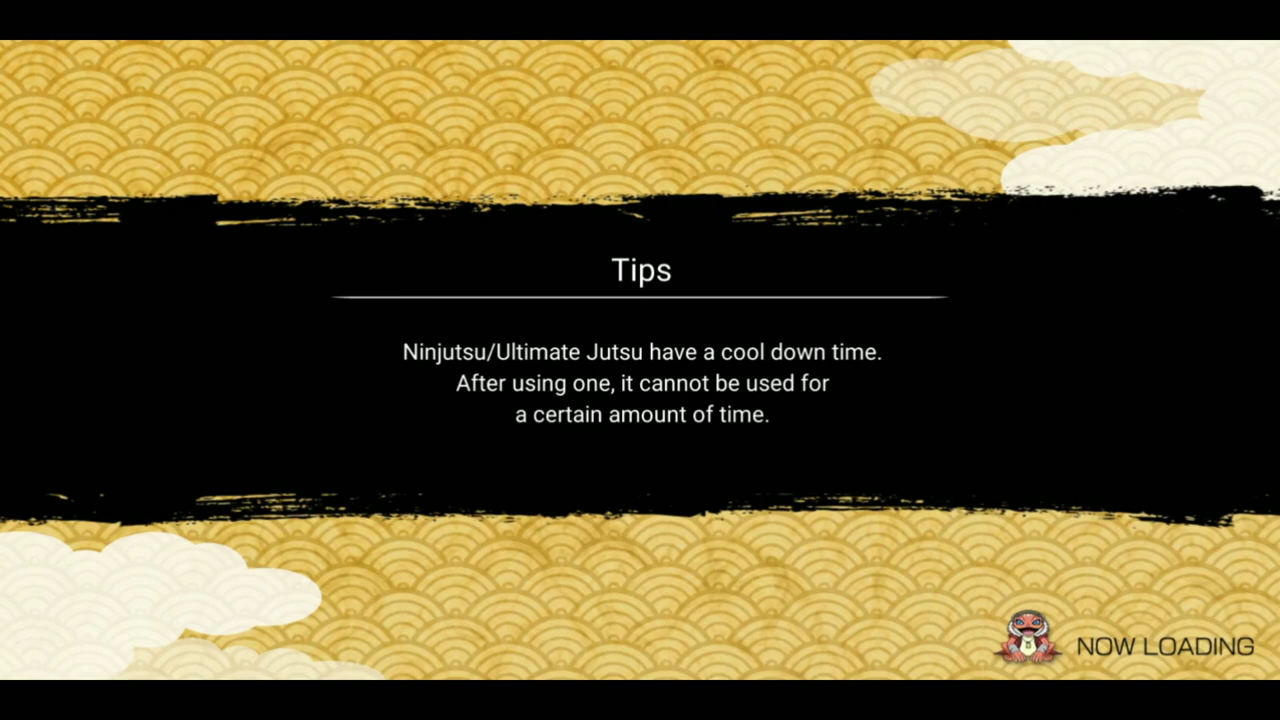 Tips
Ninjutsu/Ultimate Jutsu have a cool down time.
After using one, it cannot be used for
a certain amount of time.
NOW LOADING